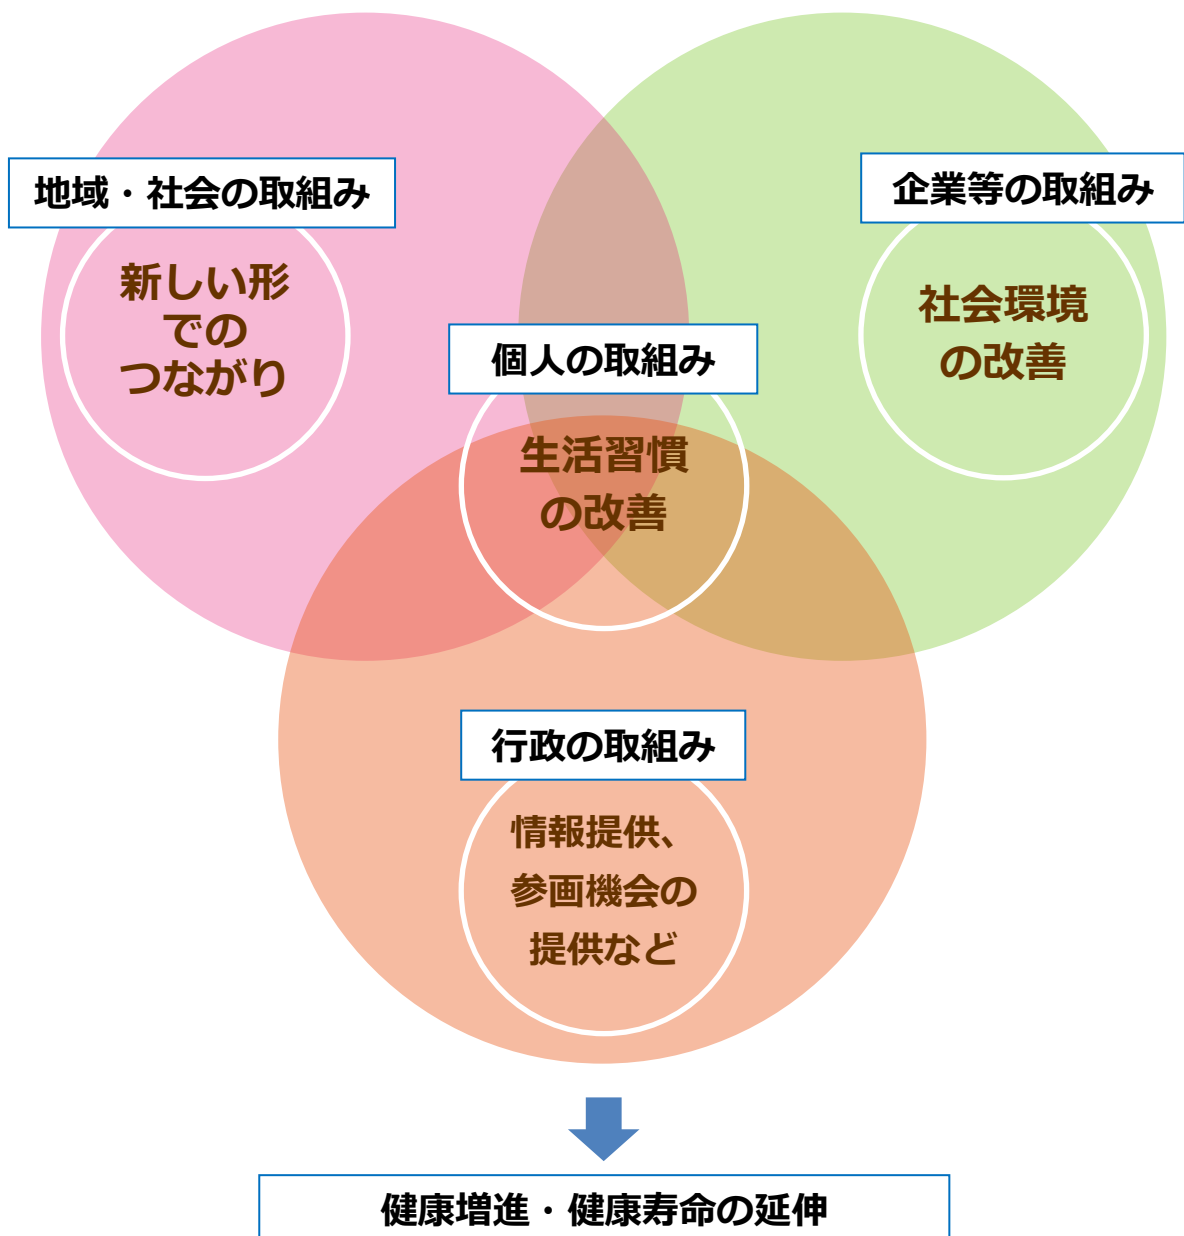 地域・社会の取組み
新しい形
での
つながり
企業等の取組み
社会環境
の改善
個人の取組み
生活習慣
の改善
行政の取組み
情報提供、
参画機会の
提供など
健康増進・健康寿命の延伸